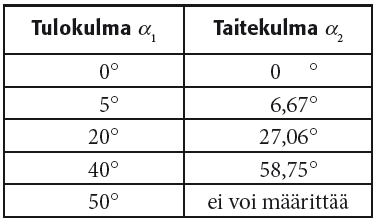 Tulokulma α₁ Taitekulma α₂
0° 0 °
5° 6,67°
20° 27,06°
40° 58,75°
50° ei voi määrittää